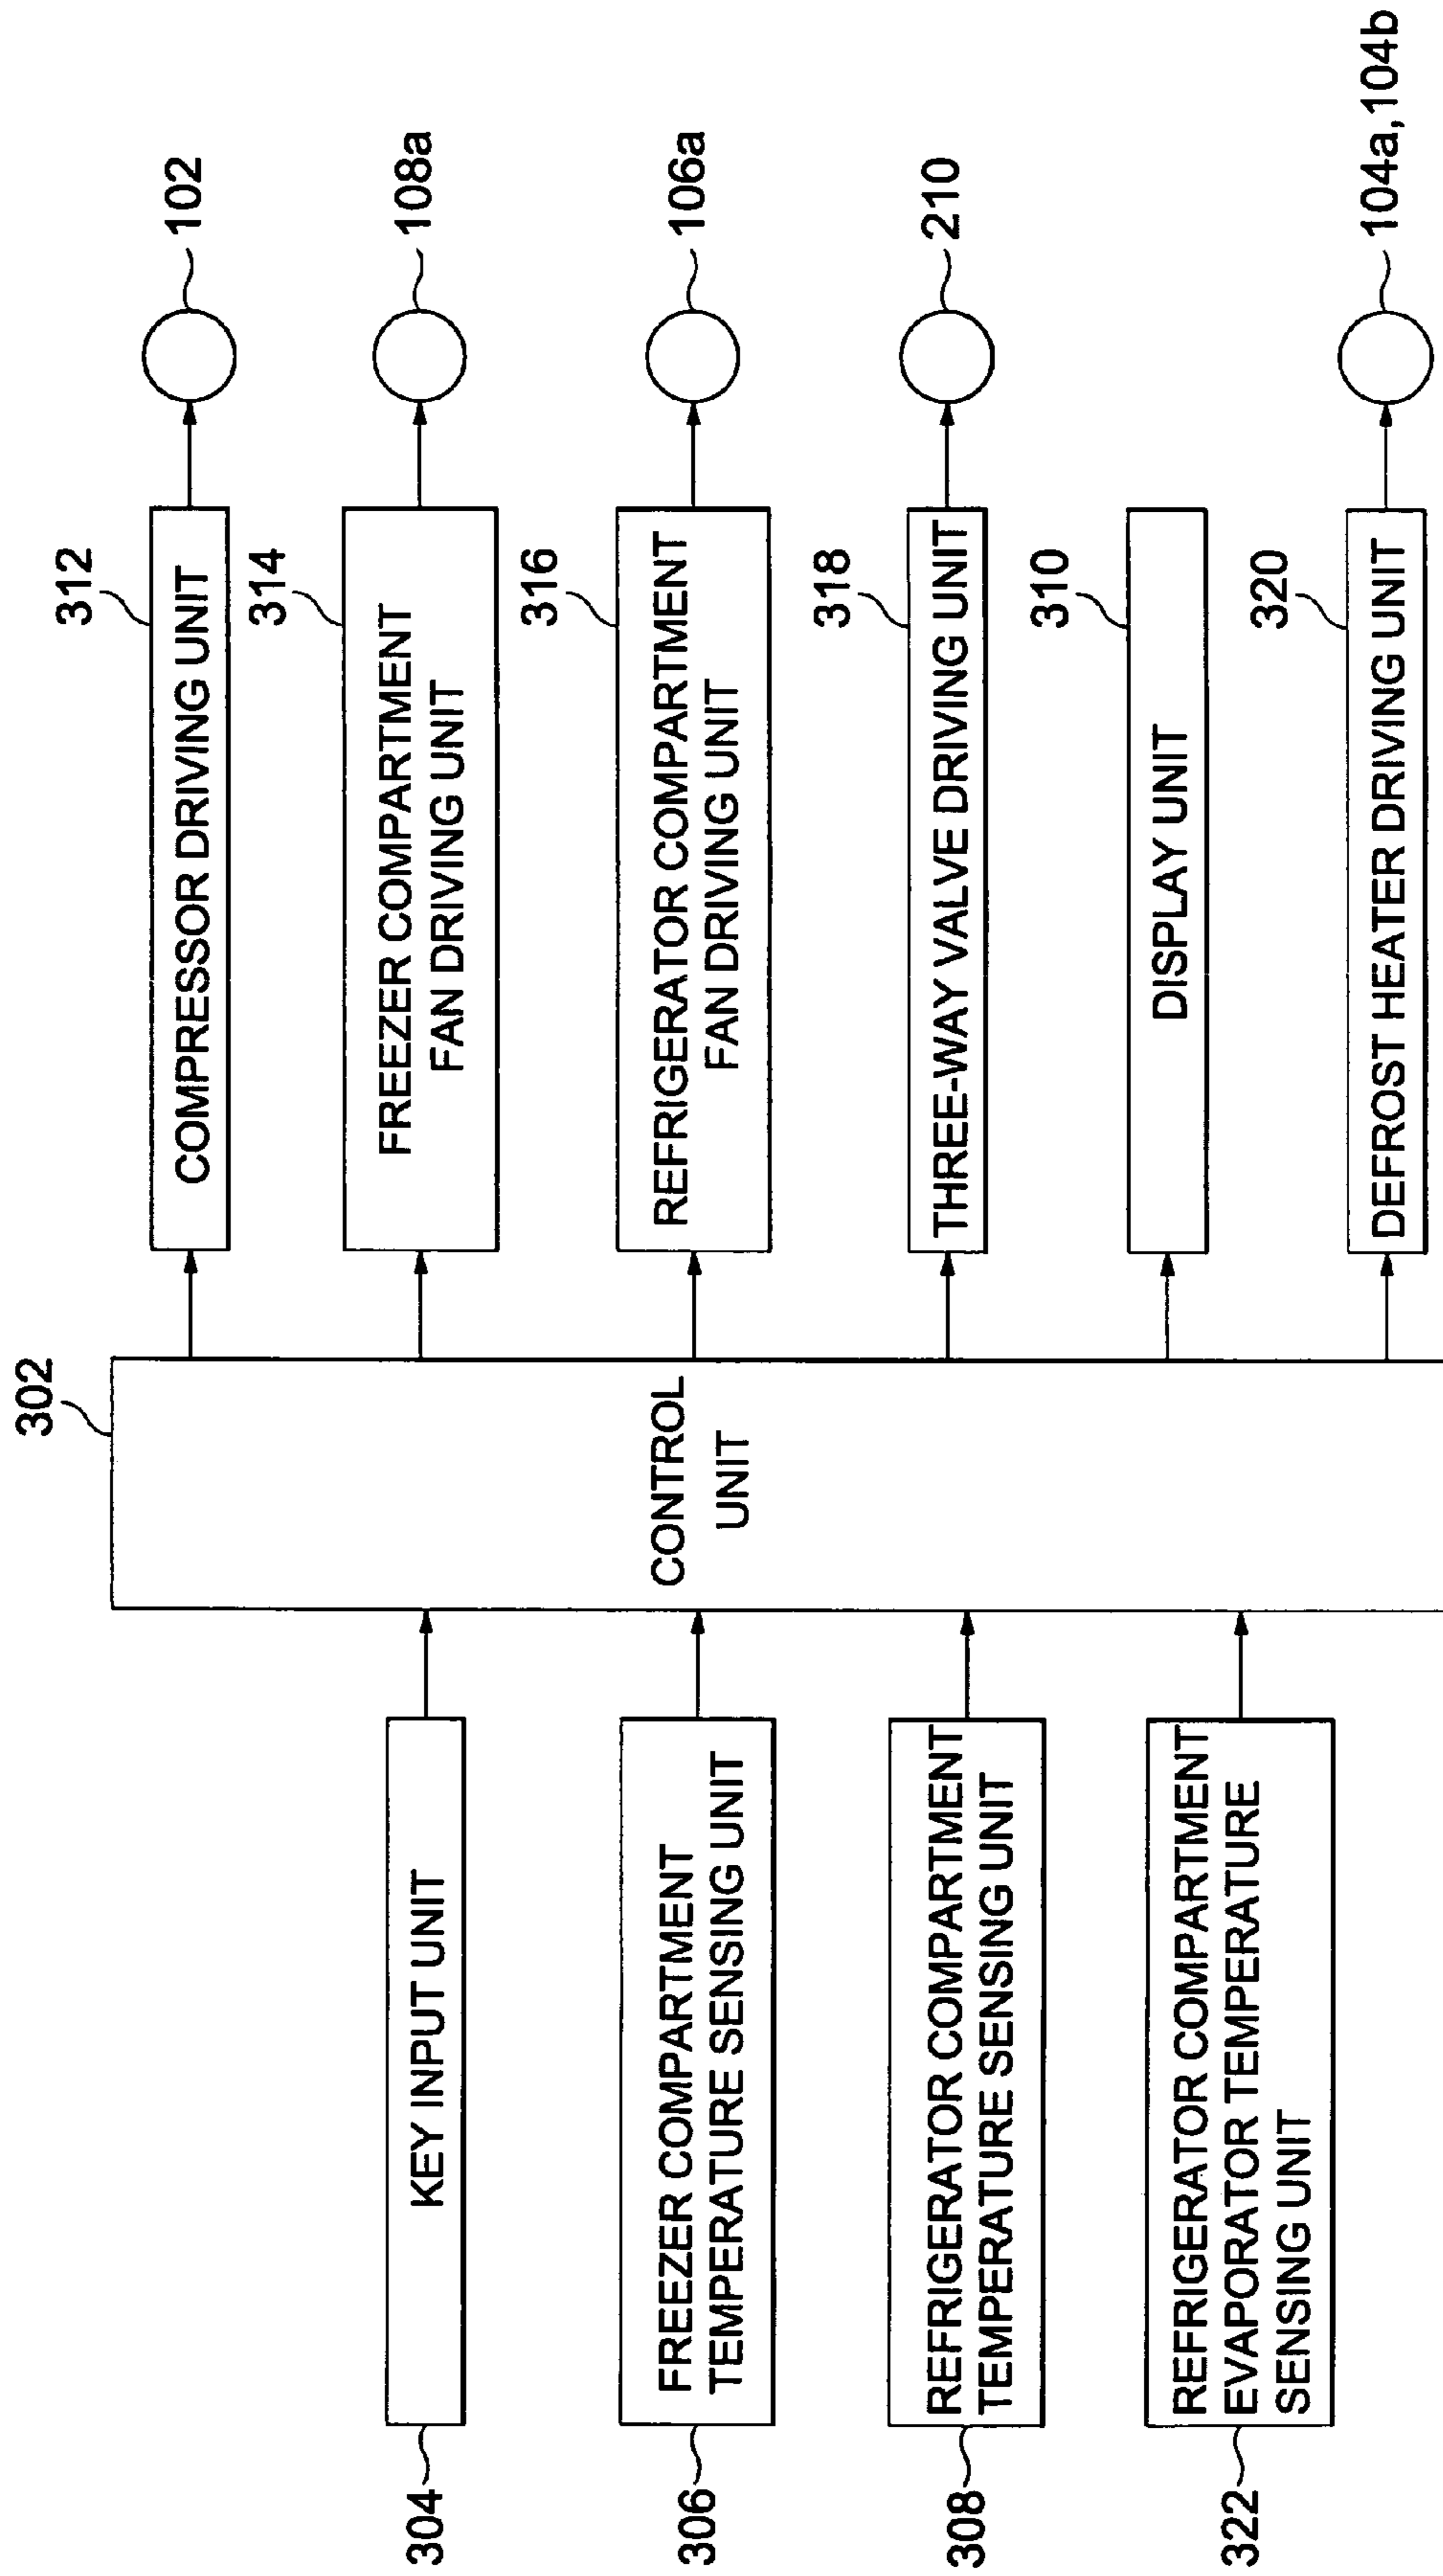 302
CONTROL
UNIT
304
KEY INPUT UNIT
306
FREEZER COMPARTMENT
TEMPERATURE SENSING UNIT
308
REFRIGERATOR COMPARTMENT
TEMPERATURE SENSING UNIT
322
REFRIGERATOR COMPARTMENT
EVAPORATOR TEMPERATURE
SENSING UNIT
312
COMPRESSOR DRIVING UNIT
102
314
FREEZER COMPARTMENT
FAN DRIVING UNIT
108a
316
REFRIGERATOR COMPARTMENT
FAN DRIVING UNIT
106a
318
THREE-WAY VALVE DRIVING UNIT
210
310
DISPLAY UNIT
320
DEFROST HEATER DRIVING UNIT
104a,104b